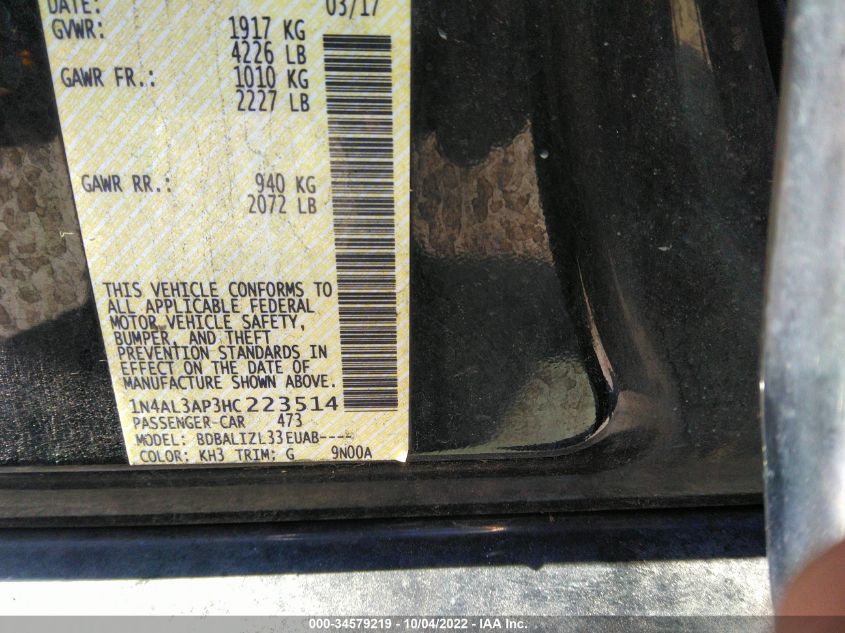 DATE: 03/17
GVWR: 1917 KG
4226 LB
GAWR FR.: 1010 KG
2227 LB
GAWR RR.: 940 KG
2072 LB
THIS VEHICLE CONFORMS TO
ALL APPLICABLE FEDERAL
MOTOR VEHICLE SAFETY,
BUMPER, AND THEFT
PREVENTION STANDARDS IN
EFFECT ON THE DATE OF
MANUFACTURE SHOWN ABOVE.
1N4AL3AP3HC223514
PASSENGER-CAR 473
MODEL: BDBALIZL33EUAB----
COLOR: KH3 TRIM: G 9N00A
000-34579219 - 10/04/2022 - IAA Inc.